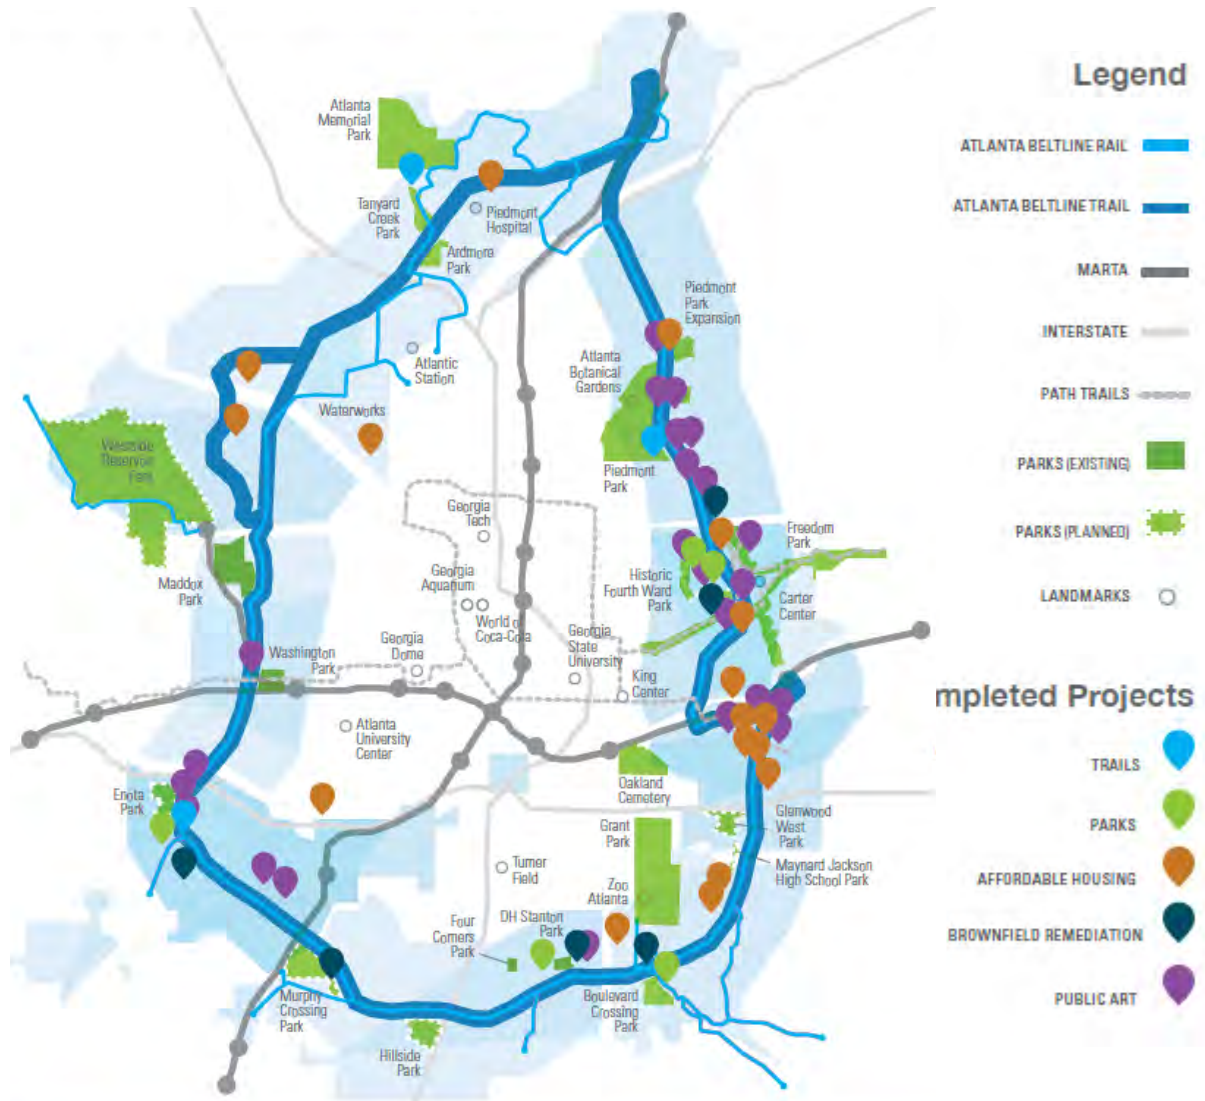 Atlanta
Memorial
Park
Tanyard
Creek
Park
Piedmont
Hospital
Ardmore
Park
Piedmont
Park
Expansion
Atlanta
Botanical
Gardens
Atlantic
Station
Waterworks
Westside
Reservoir
Park
Piedmont
Park
Georgia
Tech
Freedom
Park
Georgia
Aquarium
Historic
Fourth Ward
Park
Maddox
Park
World o
Coca-Cola
Carter
Center
Georgia
State
University
Georgia
Dome
Washington
Park
King
Center
Atlanta
University
Center
Enota
Park
Oakland
Cemetery
Glenwood
West
Park
Grant
Park
Maynard Jackson
High School Park
Turner
Field
Zoo
Atlanta
DH Stanton
Park
Four
Corners
Park
Murphy
Crossing
Park
Boulevard
Crossing
Park
Hillside
Park
Legend
ATLANTA BELTLINE RAIL
ATLANTA BELTLINE TRAIL
MARTA
INTERSTATE
PATH TRAILS
PARKS (EXISTING)
PARKS (PLANNED)
LANDMARKS
mpleted Projects
TRAILS
PARKS
AFFORDABLE HOUSING
BROWNFIELD REMEDIATION
PUBLIC ART